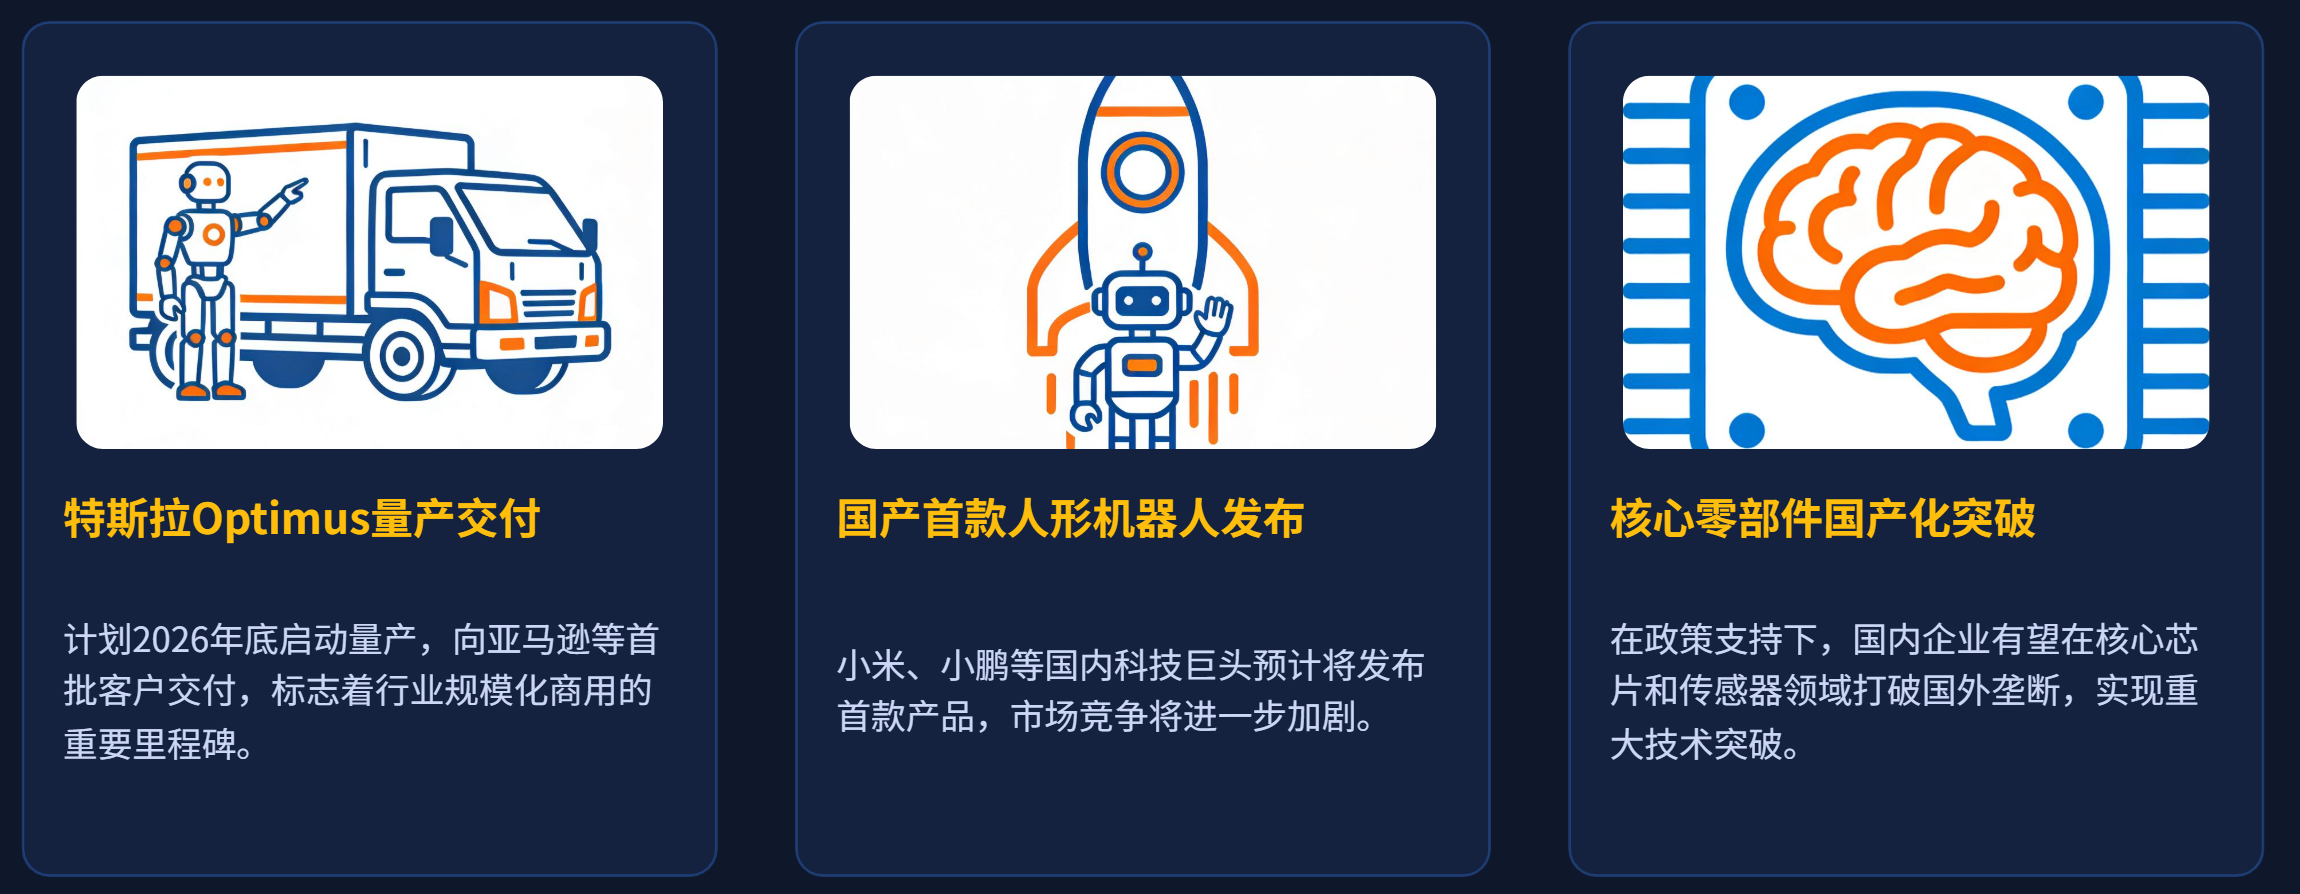 特斯拉Optimus量产交付
计划2026年底启动量产，向亚马逊等首
批客户交付，标志着行业规模化商用的
重要里程碑。
国产首款人形机器人发布
小米、小鹏等国内科技巨头预计将发布
首款产品，市场竞争将进一步加剧。
核心零部件国产化突破
在政策支持下，国内企业有望在核心芯
片和传感器领域打破国外垄断，实现重
大技术突破。